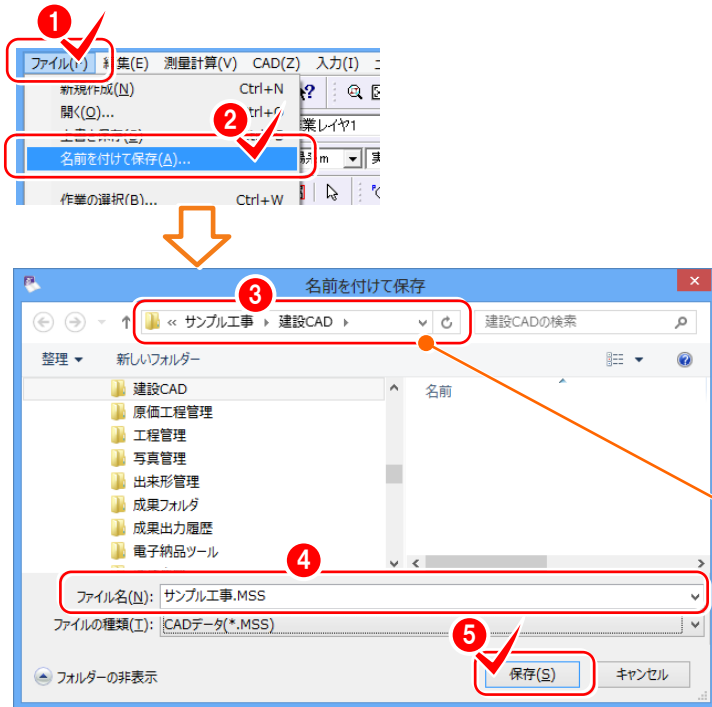 1
ファイル(F) 編集(E) 測量計算(V) CAD(Z) 入力(I)
新規作成(N) Ctrl+N
開く(O)... Ctrl+O
2
業レイヤ1
名前を付けて保存(A)...
m
作業の選択(B)... Ctrl+W
名前を付けて保存
3
« サンプル工事 建設CAD 建設CADの検索
整理 新しいフォルダー
建設CAD 名前
原価工程管理
工程管理
写真管理
出来形管理
成果フォルダ
成果出力履歴
電子納品ツール
4
ファイル名(N): サンプル工事.MSS
ファイルの種類(T): CADデータ(*.MSS)
5
フォルダーの非表示 保存(S) キャンセル